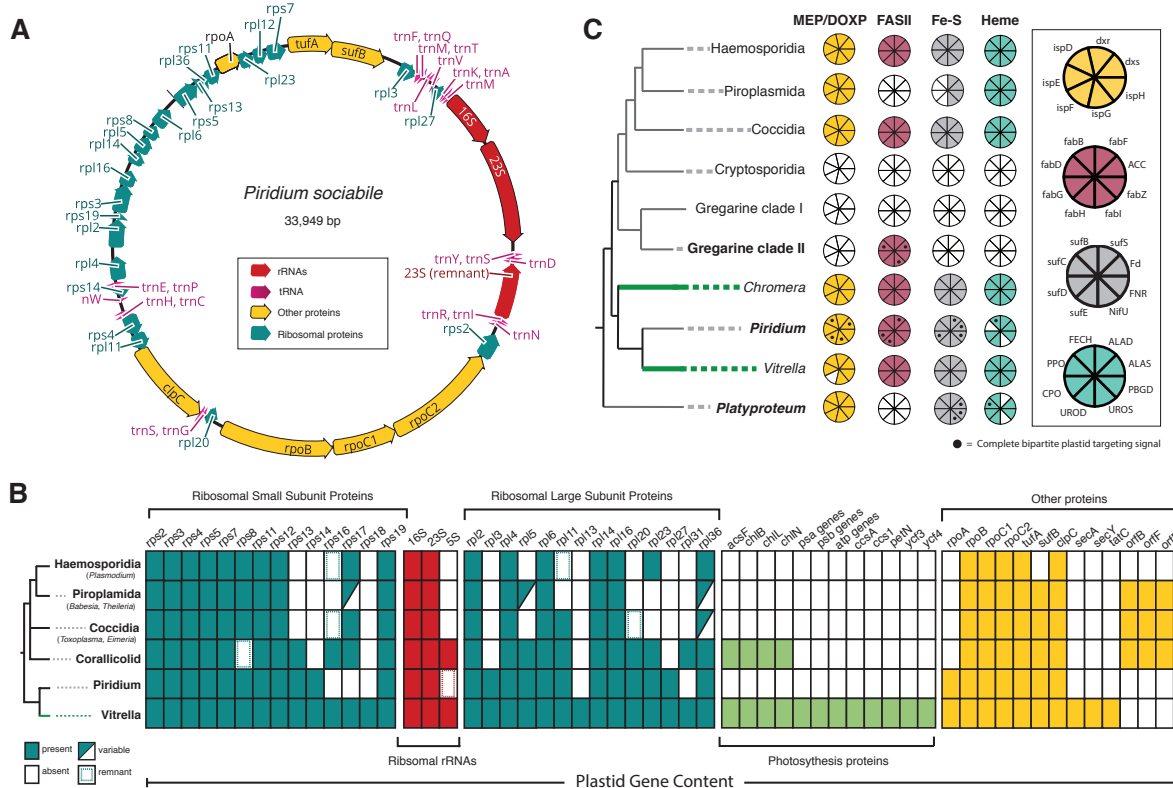 A
rps7
rpl12
rpoA
rps11
rpl36
rpl23
rps13
rps5
rpl6
rps8
rpl5
rpl14
rpl16
rps3
rps19
rpl2
rpl4
rps14
trnE, trnP
nW
trnH, trnC
rps4
rpl11
clpC
trnS, trnG
rpl20
rpoB
rpoC1
rpoC2
rps2
trnR, trnI
trnN
23S (remnant)
trnY, trnS
trnD
23S
16S
tufA
sufB
rpl3
trnF, trnQ
trnM, trnT
trnV
trnK, trnA
trnM
trnL
rpl27
Piridium sociabile
33,949 bp
rRNAs
tRNA
Other proteins
Ribosomal proteins
C
MEP/DOXP FASII Fe-S Heme
Haemosporidia
Piroplasmida
Coccidia
Cryptosporidia
Gregarine clade I
Gregarine clade II
Chromera
Piridium
Vitrella
Platyproteum
dxr
ispD
dxs
ispE
ispH
ispF
ispG
fabB fabF
fabD ACC
fabG fabZ
fabH fabI
sufB sufS
sufC Fd
sufD FNR
sufE NifU
FECH ALAD
PPO ALAS
CPO PBGD
UROD UROS
= Complete bipartite plastid targeting signal
B
Ribosomal Small Subunit Proteins
Ribosomal Large Subunit Proteins
Other proteins
rps2 rps3 rps4 rps5 rps7 rps8 rps11 rps12 rps13 rps14 rps16 rps17 rps18 rps19
16S 23S 5S
rpl2 rpl3 rpl4 rpl5 rpl6 rpl11 rpl13 rpl14 rpl16 rpl20 rpl23 rpl27 rpl31 rpl36
acsF chlB chlL chlN psa genes psb genes atp genes ccsA ccs1 petN ycf3 ycf4
rpoA rpoB rpoC1 rpoC2 tufA sufB clpC secA secY tatC orfB orfF
Haemosporidia
(Plasmodium)
Piroplamida
(Babesia, Theileria)
Coccidia
(Toxoplasma, Eimeria)
Corallicolid
Piridium
Vitrella
present variable
absent remnant
Ribsomal rRNAs
Photosythesis proteins
Plastid Gene Content